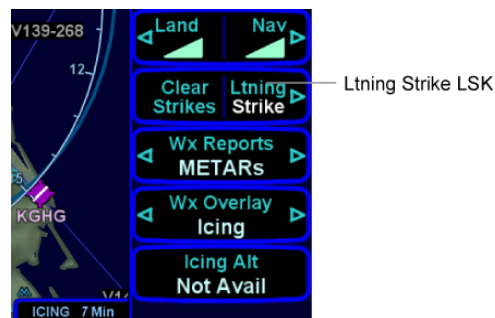 V139-268
Land
Nav
12
Clear
Strikes
Ltning
Strike
Ltning Strike LSK
Wx Reports
METARs
5
KGHG
Wx Overlay
Icing
Icing Alt
Not Avail
ICING 7 Min